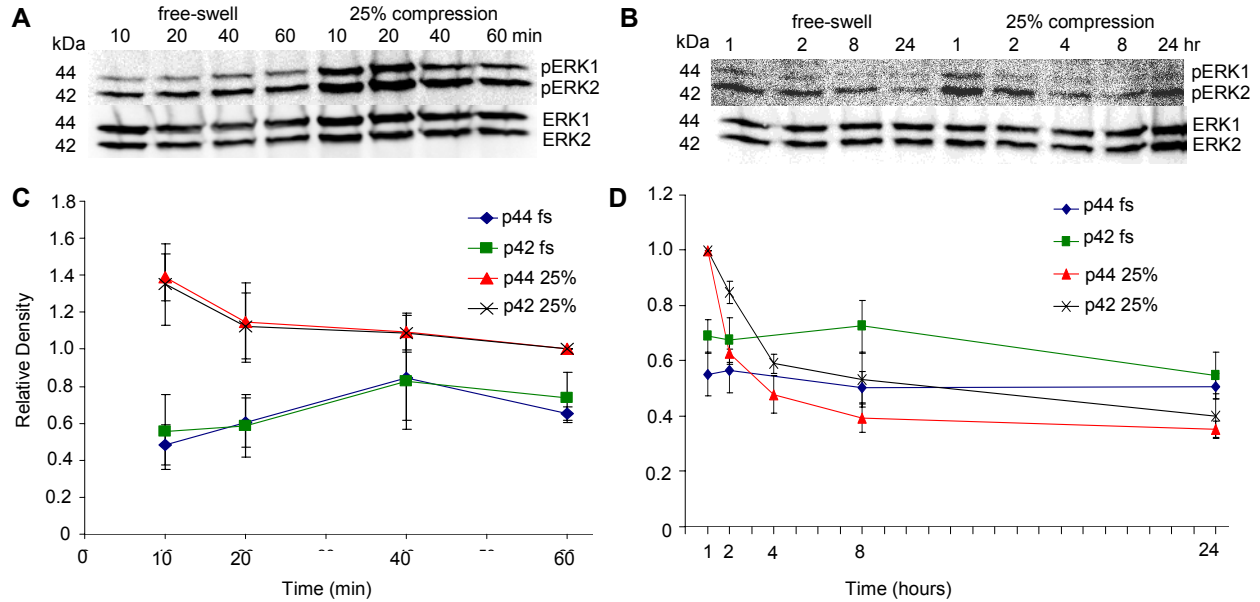 A
free-swell 25% compression
kDa 10 20 40 60 10 20 40 60 min
44 pERK1
42 pERK2
44 ERK1
42 ERK2
B
free-swell 25% compression
kDa 1 2 8 24 1 2 4 8 24 hr
44 pERK1
42 pERK2
44 ERK1
42 ERK2
C
Relative Density
1.8
1.6
1.4
1.2
1.0
0.8
0.6
0.4
0.2
0
0 10 20 40 60
Time (min)
p44 fs
p42 fs
p44 25%
p42 25%
D
1.2
1.0
0.8
0.6
0.4
0.2
0
1 2 4 8 24
Time (hours)
p44 fs
p42 fs
p44 25%
p42 25%